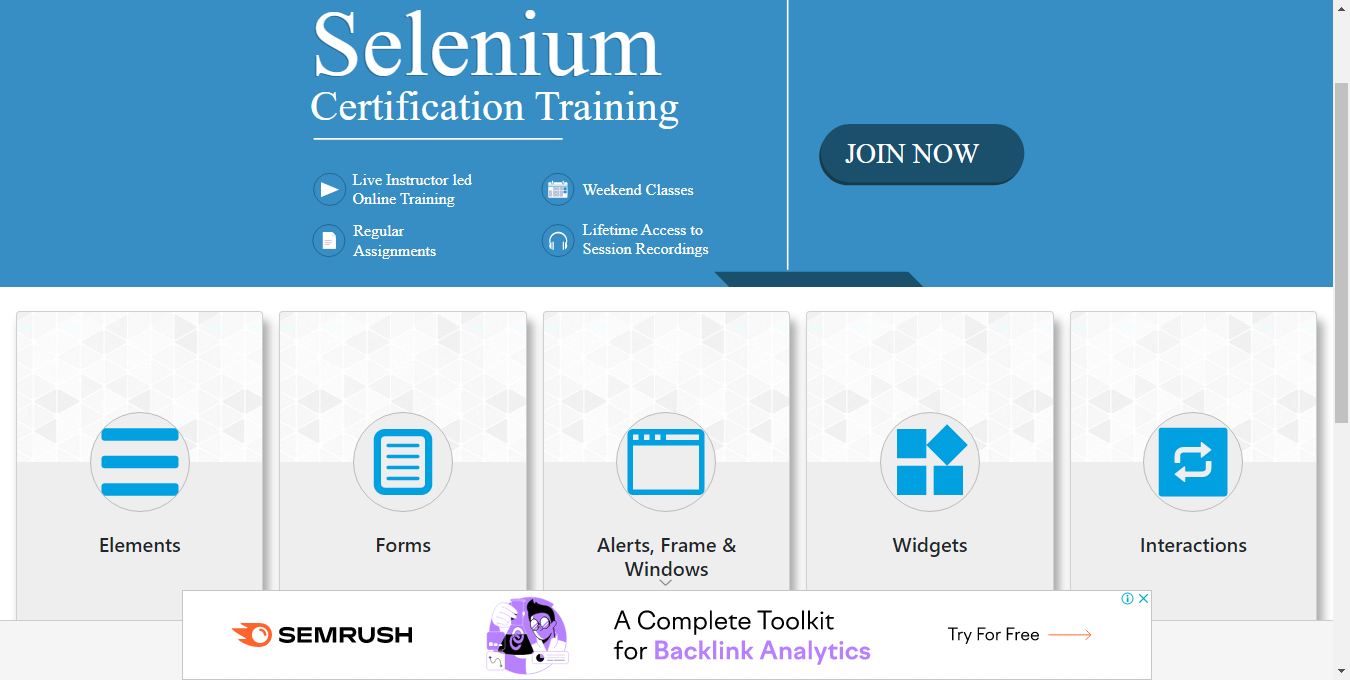 Selenium
Certification Training
JOIN NOW
Live Instructor led
Online Training
Weekend Classes
Regular
Assignments
Lifetime Access to
Session Recordings
Elements
Forms
Alerts, Frame &
Windows
Widgets
Interactions
SEMRUSH
A Complete Toolkit
for Backlink Analytics
Try For Free